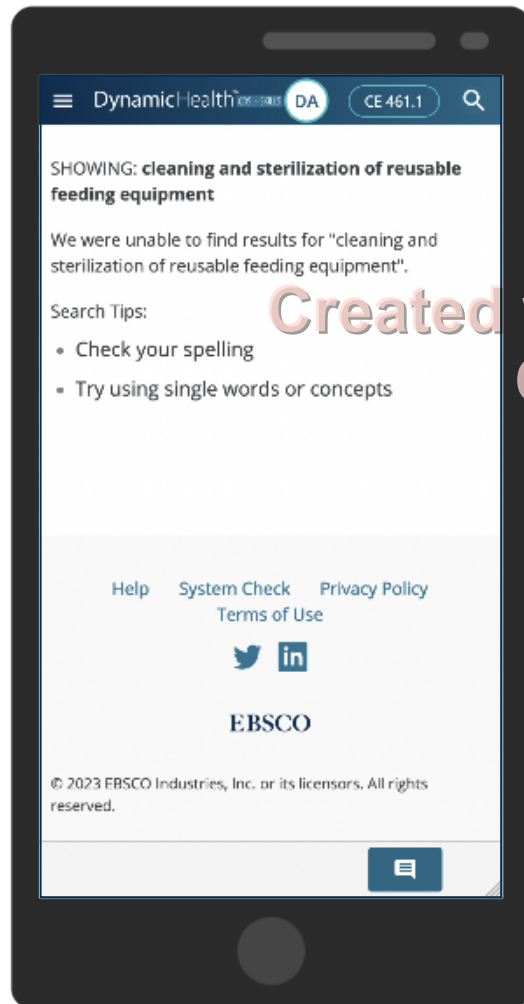 DynamicHealth™ DA CE 461.1
SHOWING: cleaning and sterilization of reusable
feeding equipment
We were unable to find results for "cleaning and
sterilization of reusable feeding equipment".
Search Tips:
Created
• Check your spelling
• Try using single words or concepts
Help System Check Privacy Policy
Terms of Use
in
EBSCO
© 2023 EBSCO Industries, Inc. or its licensors. All rights
reserved.